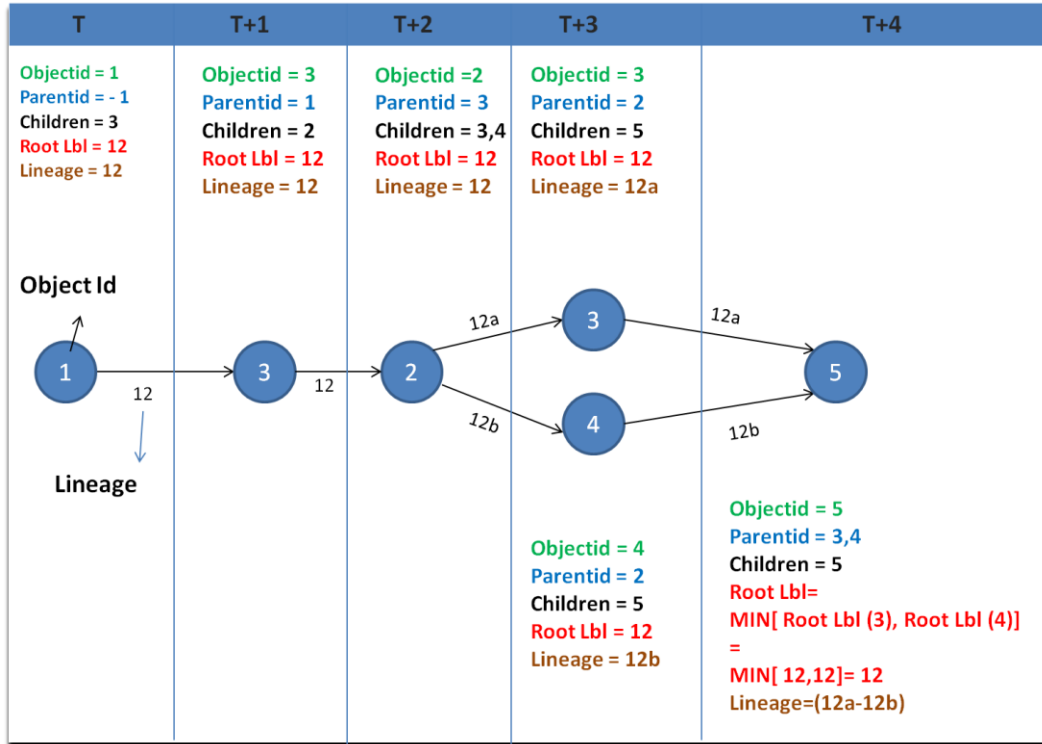 T T+1 T+2 T+3 T+4
Objectid = 1
Parentid = - 1
Children = 3
Root Lbl = 12
Lineage = 12
Objectid = 3
Parentid = 1
Children = 2
Root Lbl = 12
Lineage = 12
Objectid =2
Parentid = 3
Children = 3,4
Root Lbl = 12
Lineage = 12
Objectid = 3
Parentid = 2
Children = 5
Root Lbl = 12
Lineage = 12a
Object Id
1
12
Lineage
3
12
2
12a
12b
3
4
12a
12b
5
Objectid = 4
Parentid = 2
Children = 5
Root Lbl = 12
Lineage = 12b
Objectid = 5
Parentid = 3,4
Children = 5
Root Lbl=
MIN[ Root Lbl (3), Root Lbl (4)]
=
MIN[ 12,12]= 12
Lineage=(12a-12b)